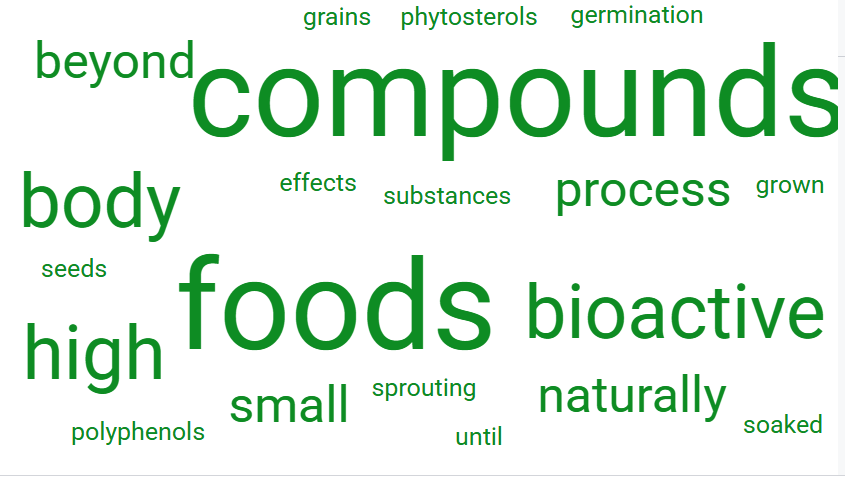 grains phytosterols germination
beyond compounds
body effects substances process grown
seeds foods bioactive
high small sprouting naturally
polyphenols until soaked